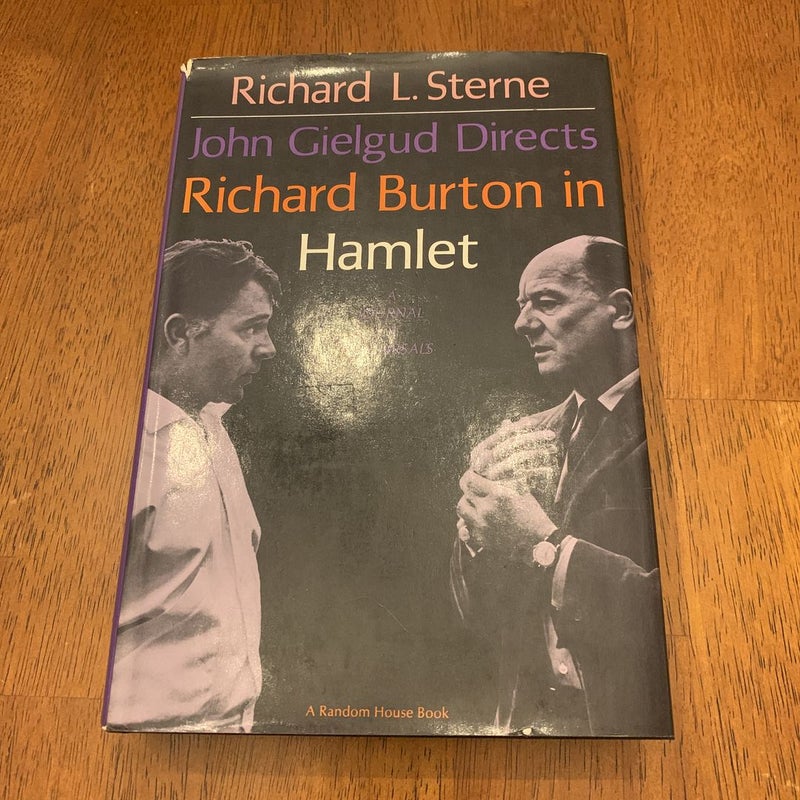 Richard L. Sterne
John Gielgud Directs
Richard Burton in
Hamlet
A Random House Book